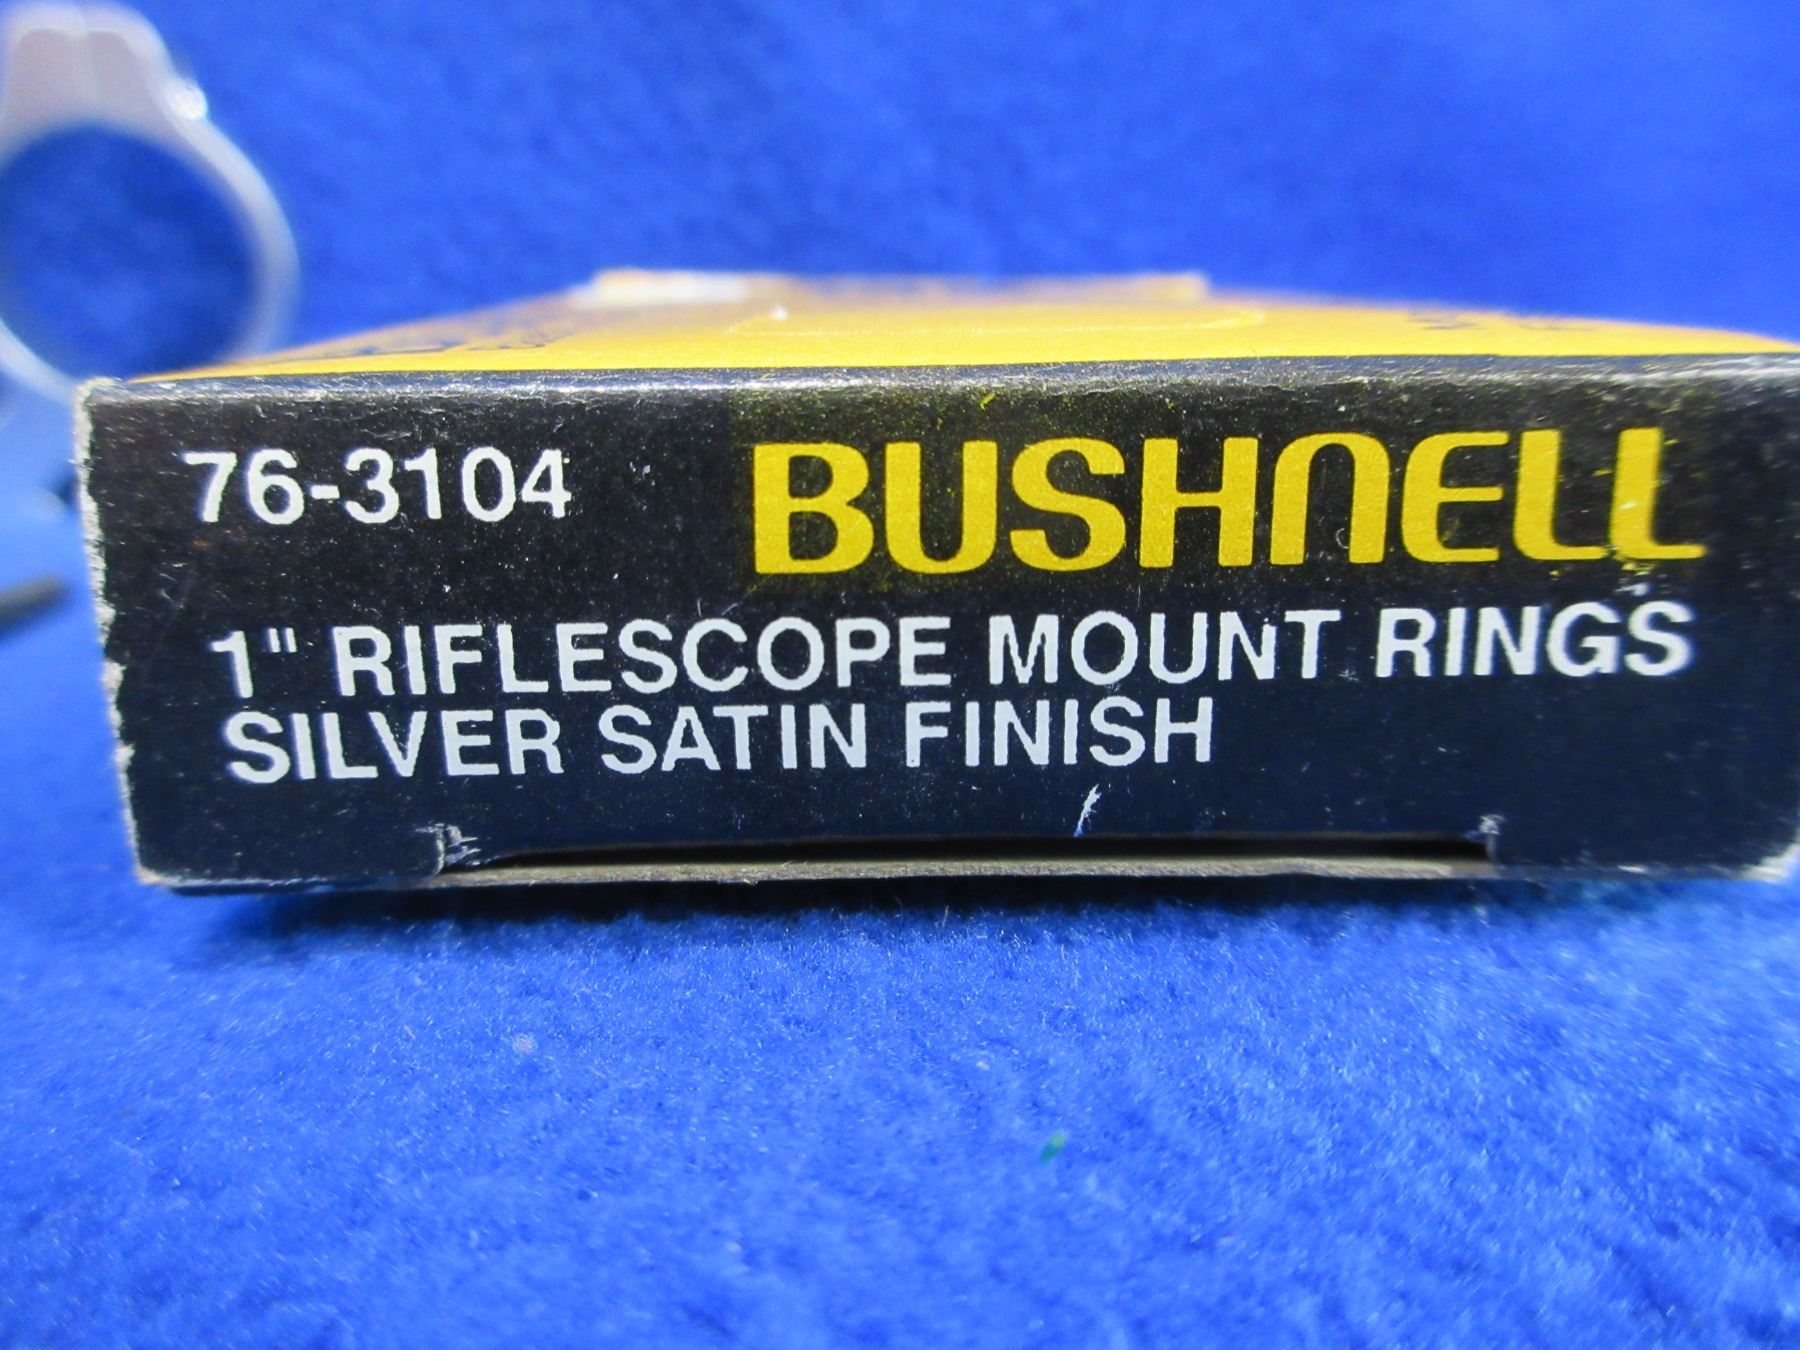 76-3104 BUSHNELL
1" RIFLESCOPE MOUNT RINGS
SILVER SATIN FINISH